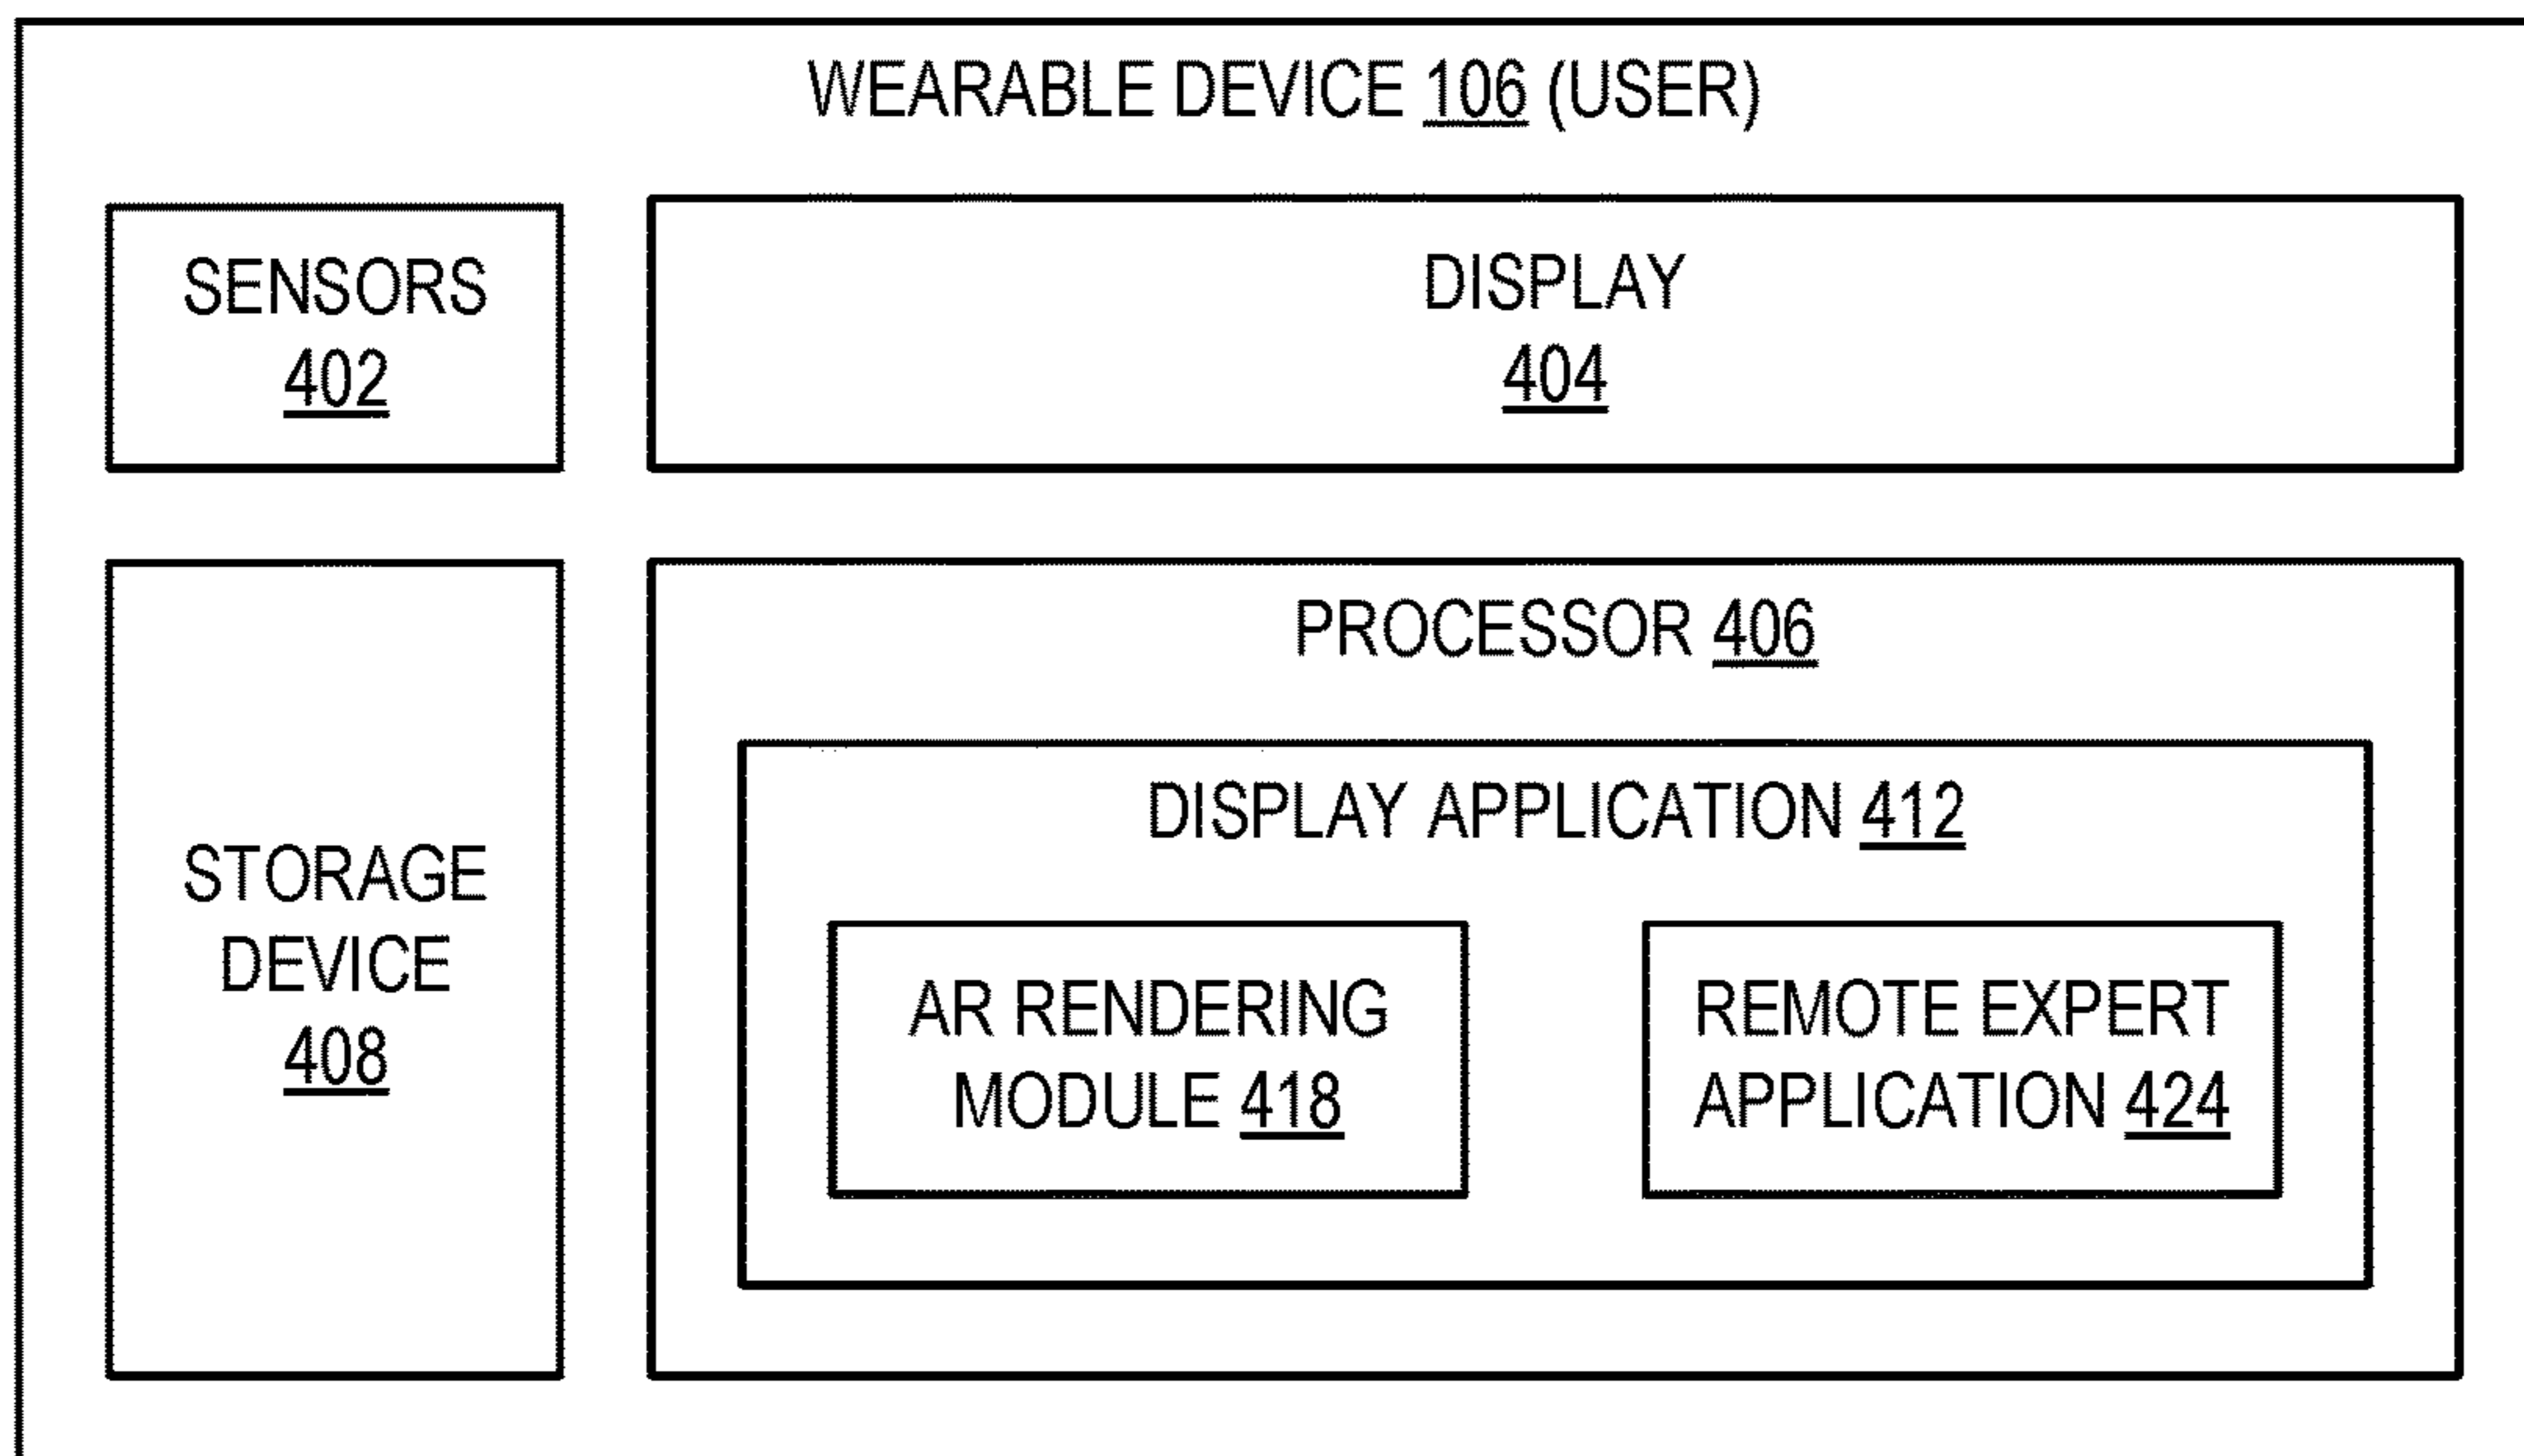 WEARABLE DEVICE 106 (USER)
SENSORS
402
DISPLAY
404
STORAGE
DEVICE
408
PROCESSOR 406
DISPLAY APPLICATION 412
AR RENDERING
MODULE 418
REMOTE EXPERT
APPLICATION 424